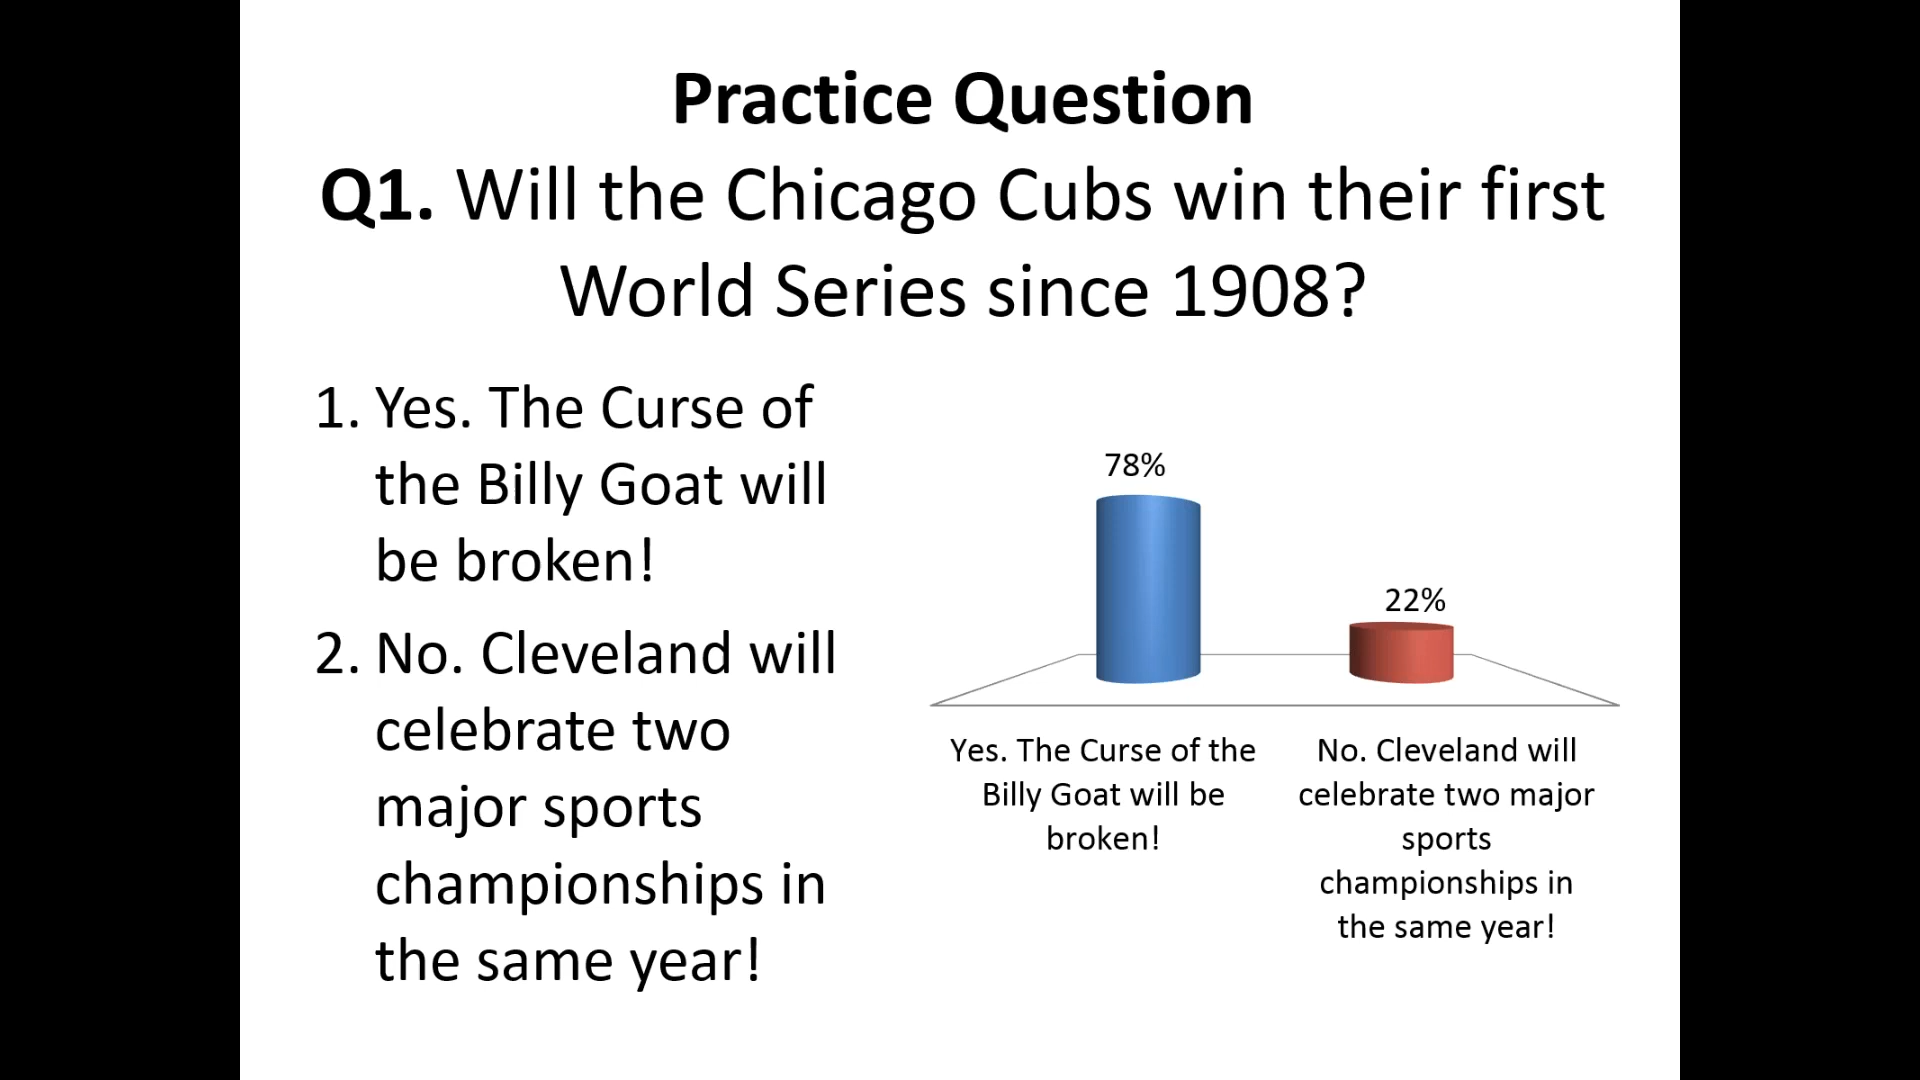 Practice Question
Q1. Will the Chicago Cubs win their first
World Series since 1908?
1. Yes. The Curse of
the Billy Goat will
be broken!
2. No. Cleveland will
celebrate two
major sports
championships in
the same year!
78%
22%
Yes. The Curse of the
Billy Goat will be
broken!
No. Cleveland will
celebrate two major
sports
championships in
the same year!